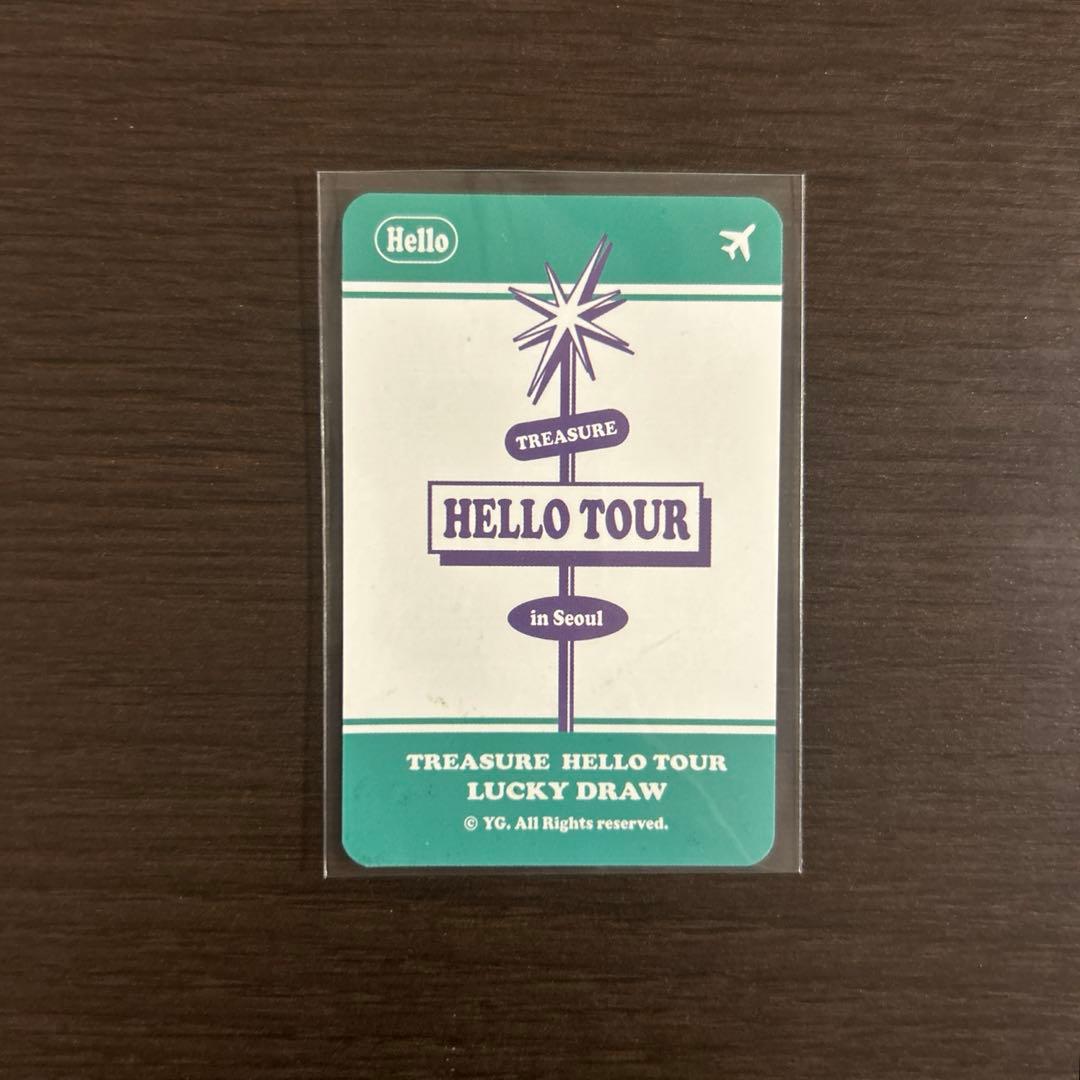 Hello
TREASURE
HELLO TOUR
in Seoul
TREASURE HELLO TOUR
LUCKY DRAW
© YG. All Rights reserved.